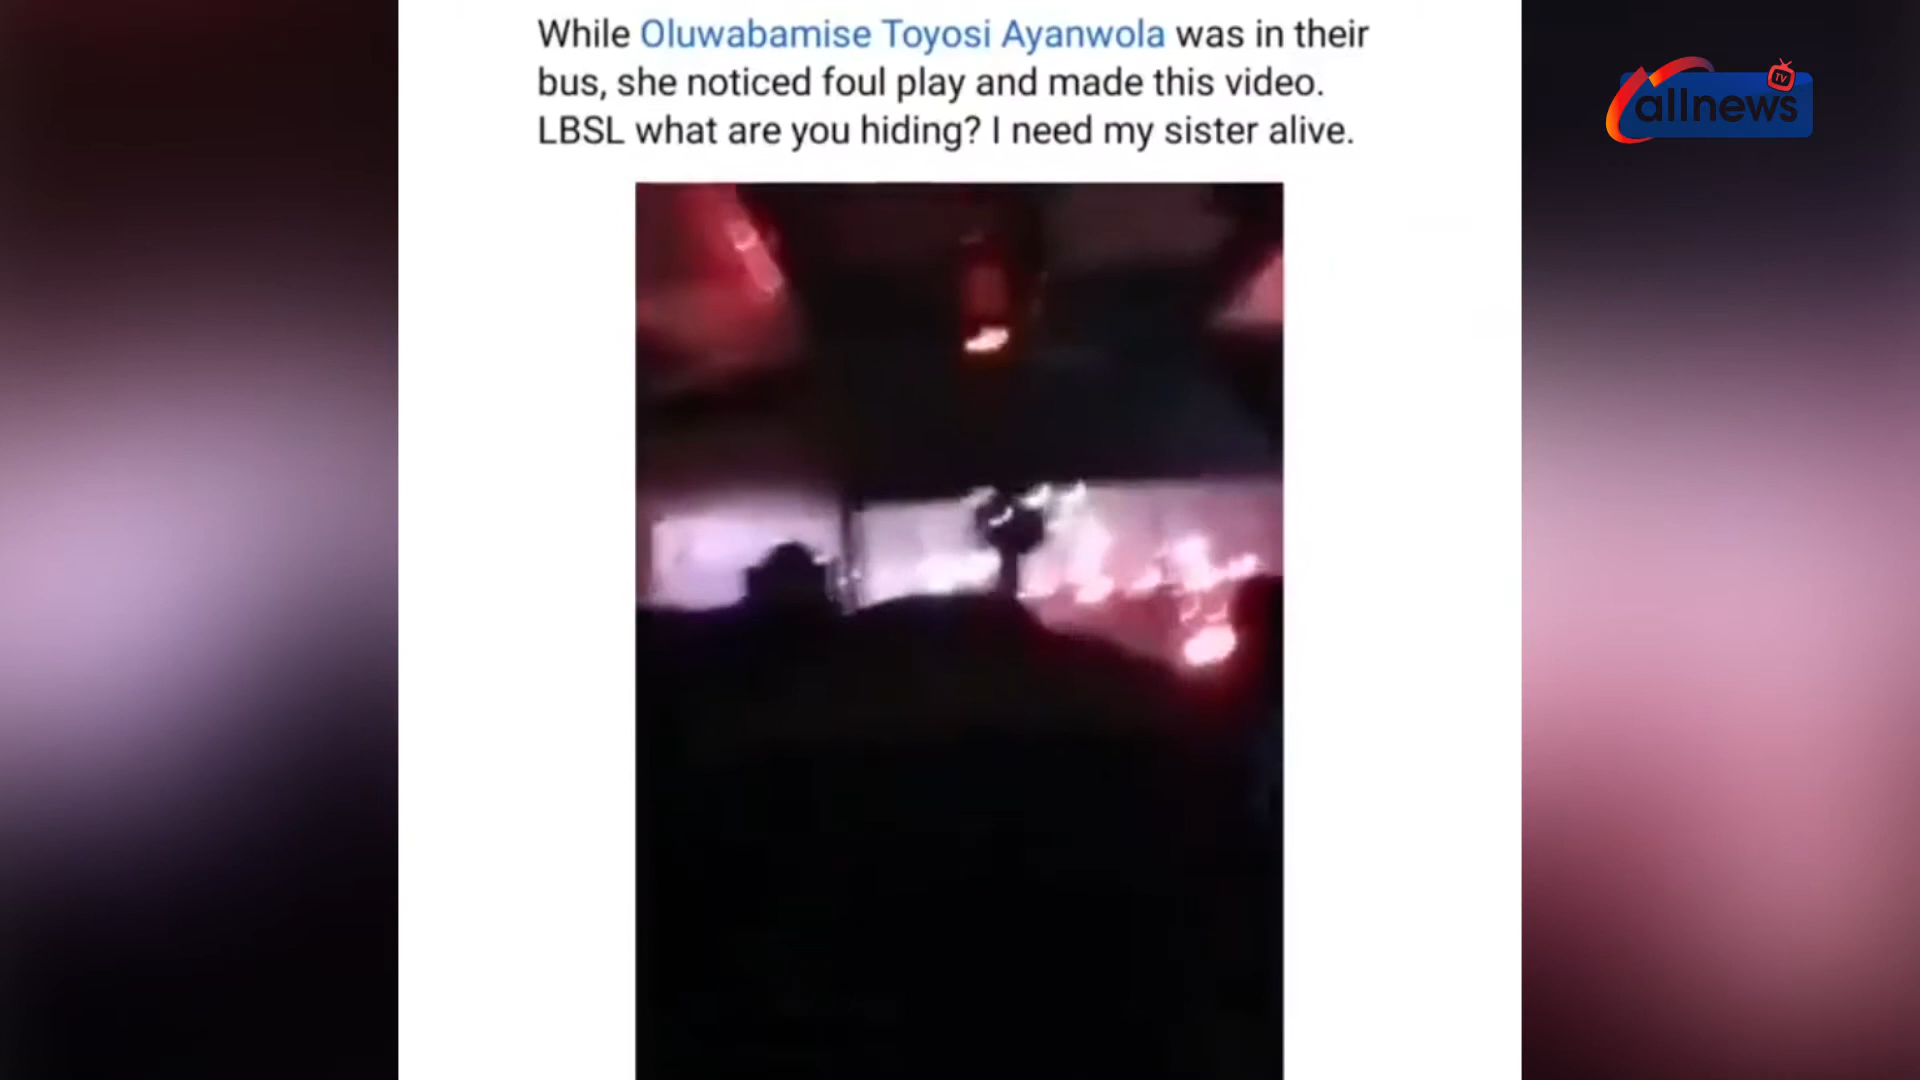 While Oluwabamise Toyosi Ayanwola was in their
bus, she noticed foul play and made this video.
LBSL what are you hiding? I need my sister alive.
TV
allnews